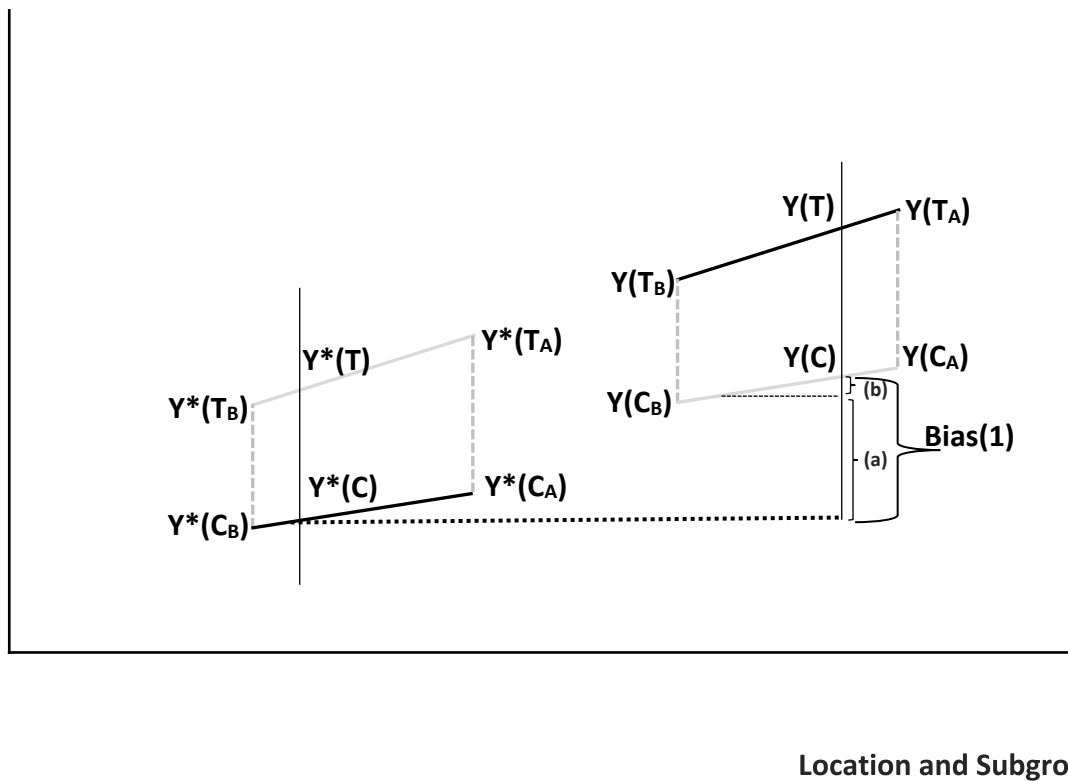 Y(T)
Y(TA)
Y(TB)
Y*(T)
Y*(TA)
Y(C)
Y(CA)
Y*(TB)
Y(CB)
(b)
Bias(1)
(a)
Y*(C)
Y*(CA)
Y*(CB)
Location and Subgro